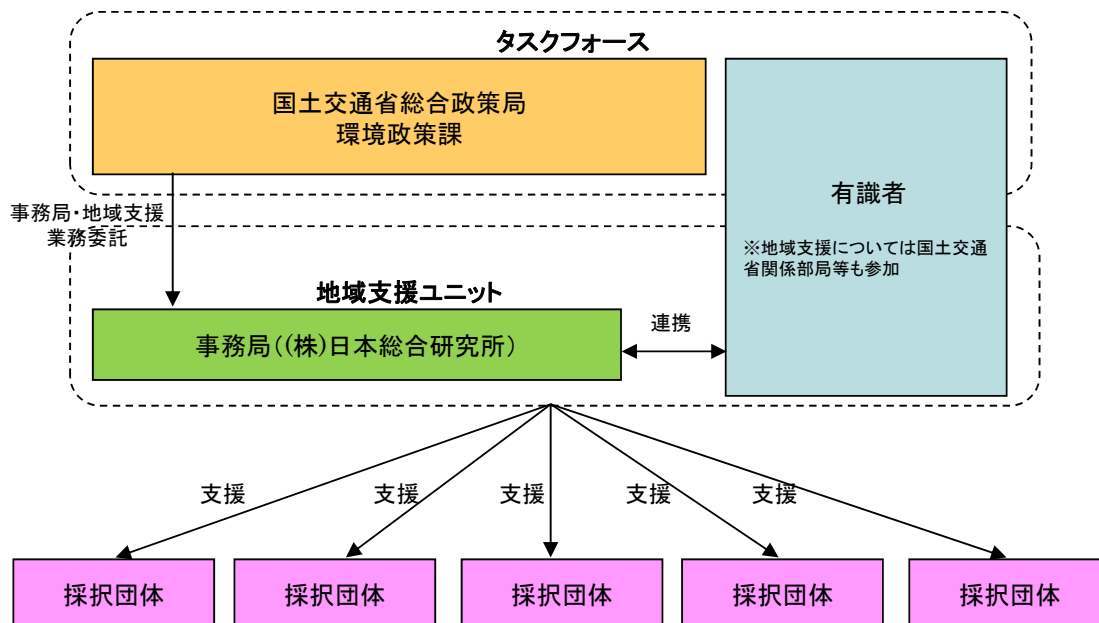 タスクフォース
国土交通省総合政策局
環境政策課
有識者
※地域支援については国土交通
省関係部局等も参加
事務局・地域支援
業務委託
地域支援ユニット
事務局((株)日本総合研究所)
連携
支援
支援
支援
支援
支援
採択団体
採択団体
採択団体
採択団体
採択団体